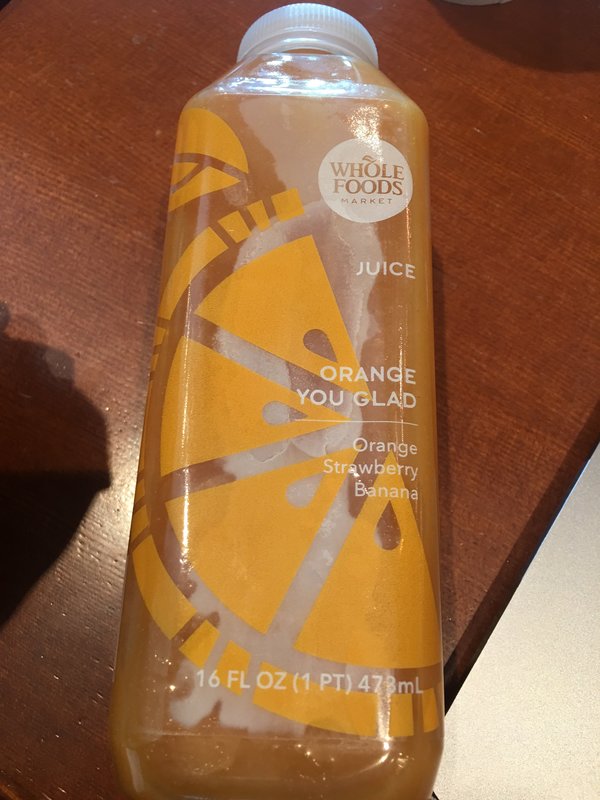 WHOLE
FOODS
MARKET
JUICE
ORANGE
YOU GLAD
Orange
Strawberry
Banana
16 FL OZ (1 PT) 473mL